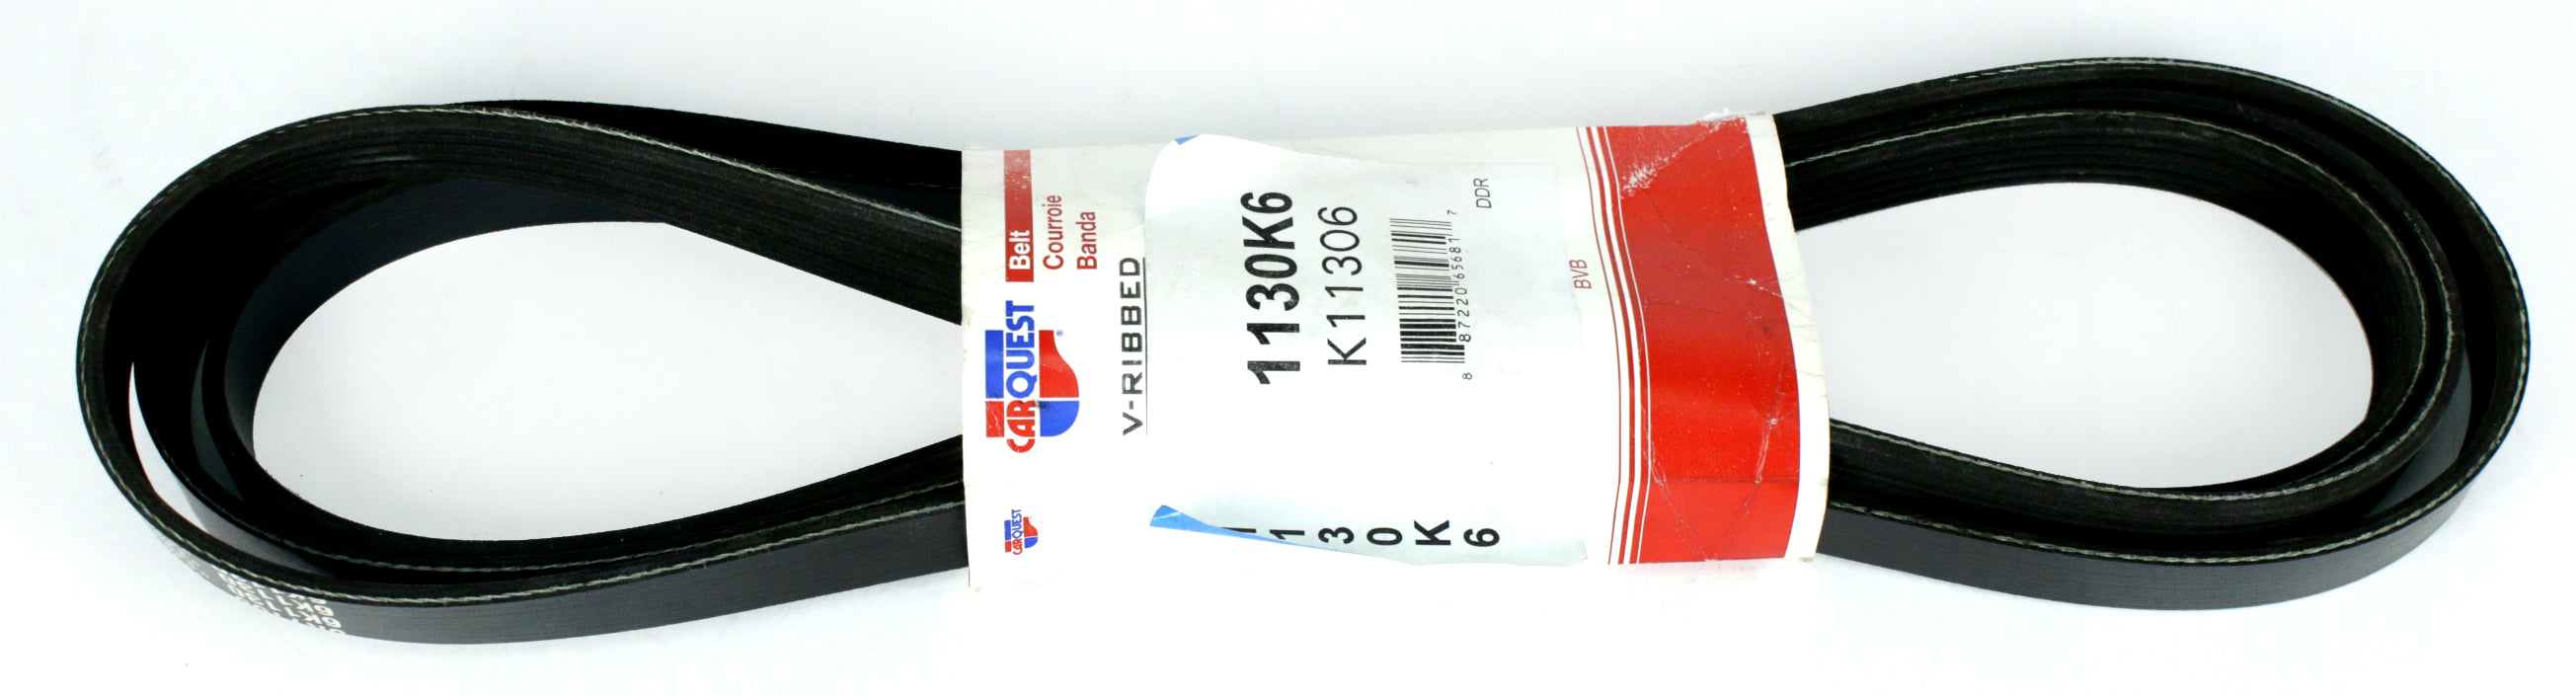 Belt
Courroie
Banda
CARQUEST
V-RIBBED
1130K6
K11306
8 87220 65681 7
DDR
BVB
CARQUEST
1 1 3 0 K 6